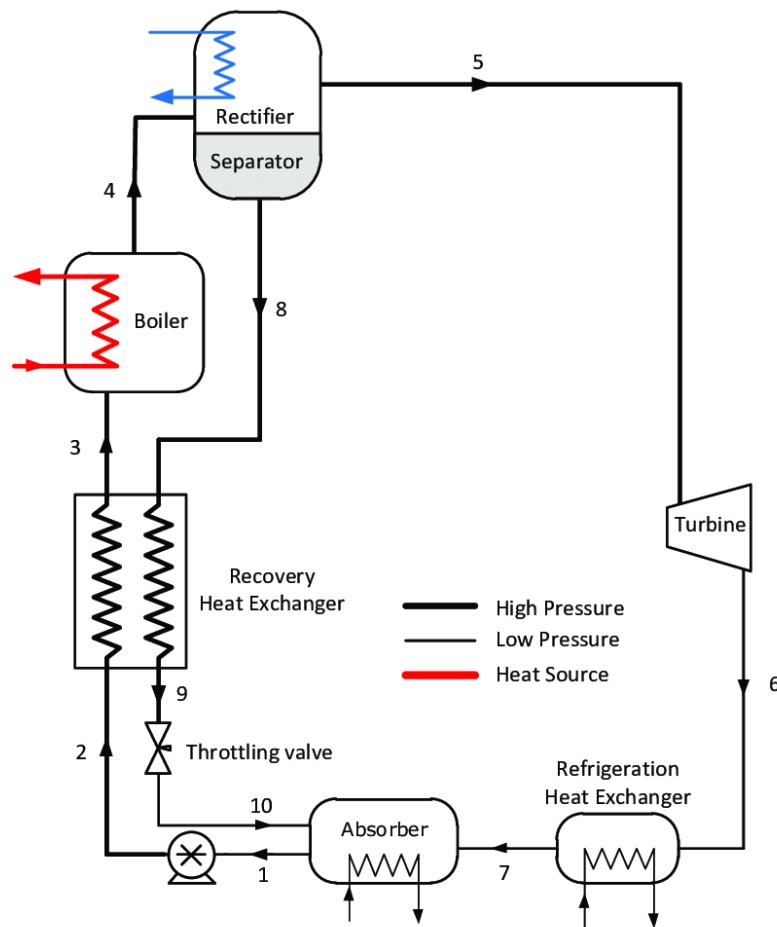 5
Rectifier
Separator
4
8
Boiler
3
Turbine
Recovery
Heat Exchanger
High Pressure
Low Pressure
Heat Source
6
9
2
Throttling valve
Refrigeration
Heat Exchanger
10
Absorber
1
7